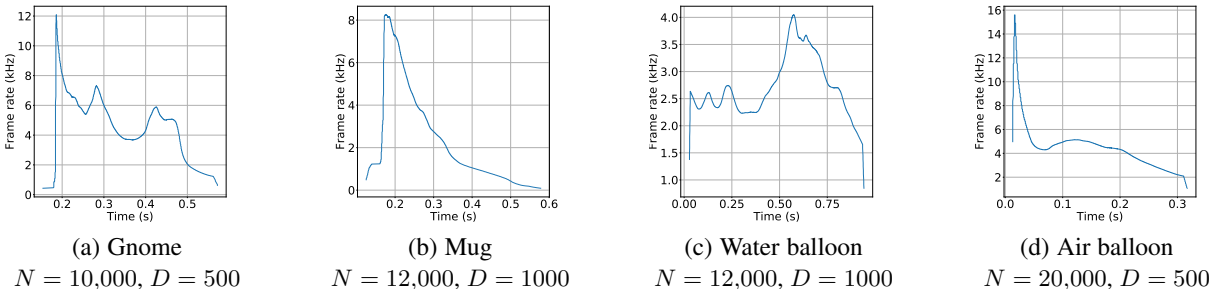 12
10
8
6
4
2
0
Frame rate (kHz)
0.2 0.3 0.4 0.5
Time (s)
(a) Gnome
N = 10,000, D = 500
8
6
4
2
0
Frame rate (kHz)
0.2 0.3 0.4 0.5 0.6
Time (s)
(b) Mug
N = 12,000, D = 1000
4.0
3.5
3.0
2.5
2.0
1.5
1.0
Frame rate (kHz)
0.00 0.25 0.50 0.75
Time (s)
(c) Water balloon
N = 12,000, D = 1000
16
14
12
10
8
6
4
2
Frame rate (kHz)
0.0 0.1 0.2 0.3
Time (s)
(d) Air balloon
N = 20,000, D = 500